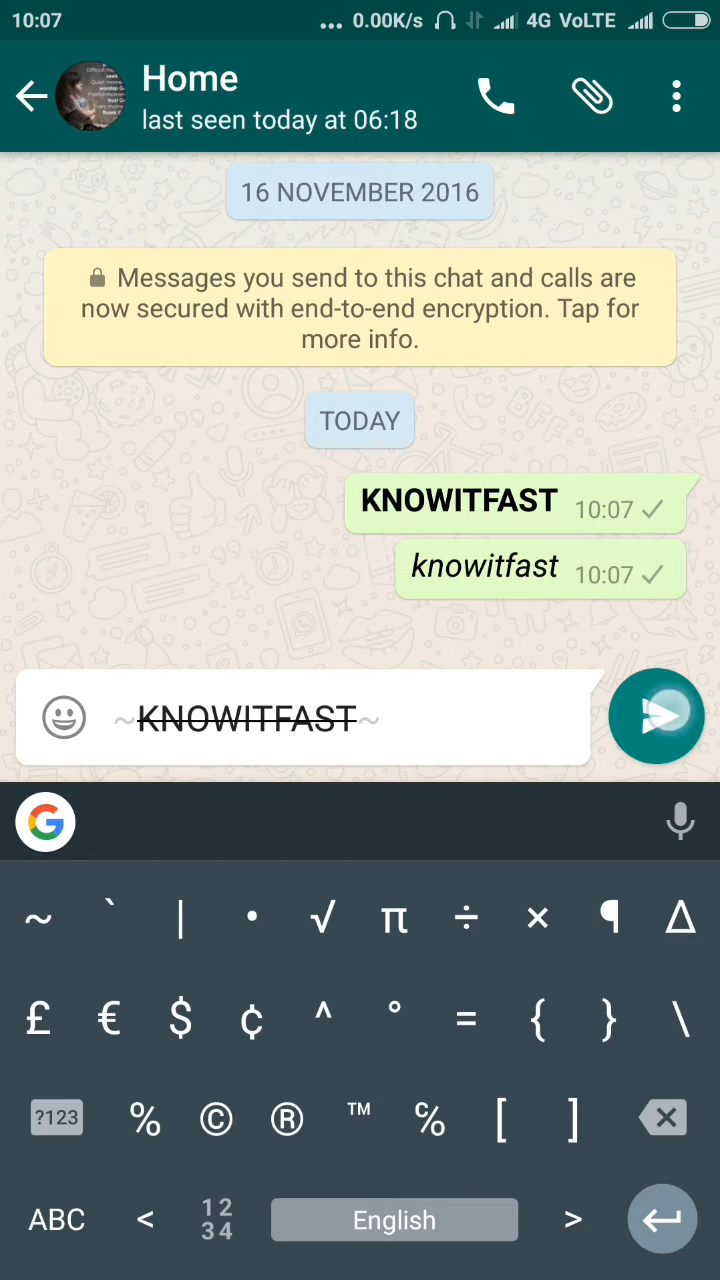 10:07 ... 0.00K/s 4G VoLTE
Home
last seen today at 06:18
16 NOVEMBER 2016
Messages you send to this chat and calls are
now secured with end-to-end encryption. Tap for
more info.
TODAY
KNOWITFAST 10:07
knowitfast 10:07
~KNOWITFAST~
G
~ ` | • √ π ÷ × ¶ Δ
£ € $ ¢ ^ ° = { } \
?123 % © ® ™ ℅ [ ]
ABC < 12 34 English >